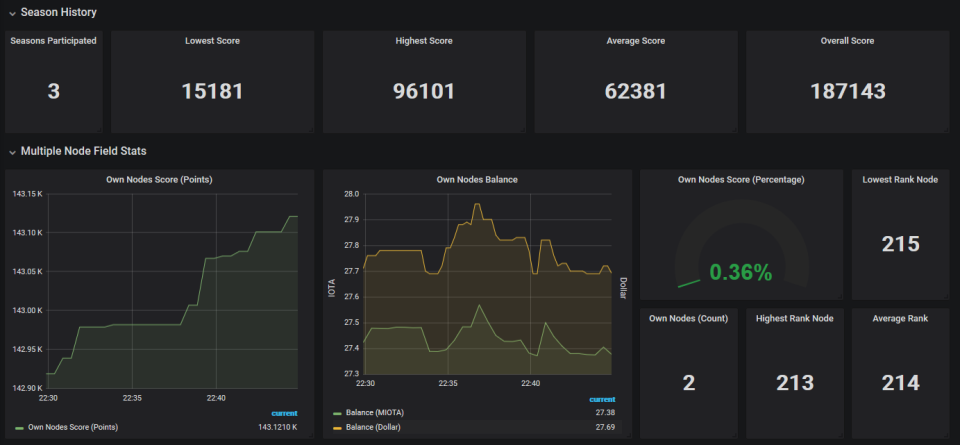 Season History
Seasons Participated
3
Lowest Score
15181
Highest Score
96101
Average Score
62381
Overall Score
187143
Multiple Node Field Stats
Own Nodes Score (Points)
143.15 K
143.10 K
143.05 K
143.00 K
142.95 K
142.90 K
22:30 22:35 22:40
current
Own Nodes Score (Points) 143.1210 K
Own Nodes Balance
28.0
27.9
27.8
27.7
27.6
27.5
27.4
27.3
IOTA
Dollar
22:30 22:35 22:40
current
Balance (MIOTA) 27.38
Balance (Dollar) 27.69
Own Nodes Score (Percentage)
0.36%
Lowest Rank Node
215
Own Nodes (Count)
2
Highest Rank Node
213
Average Rank
214